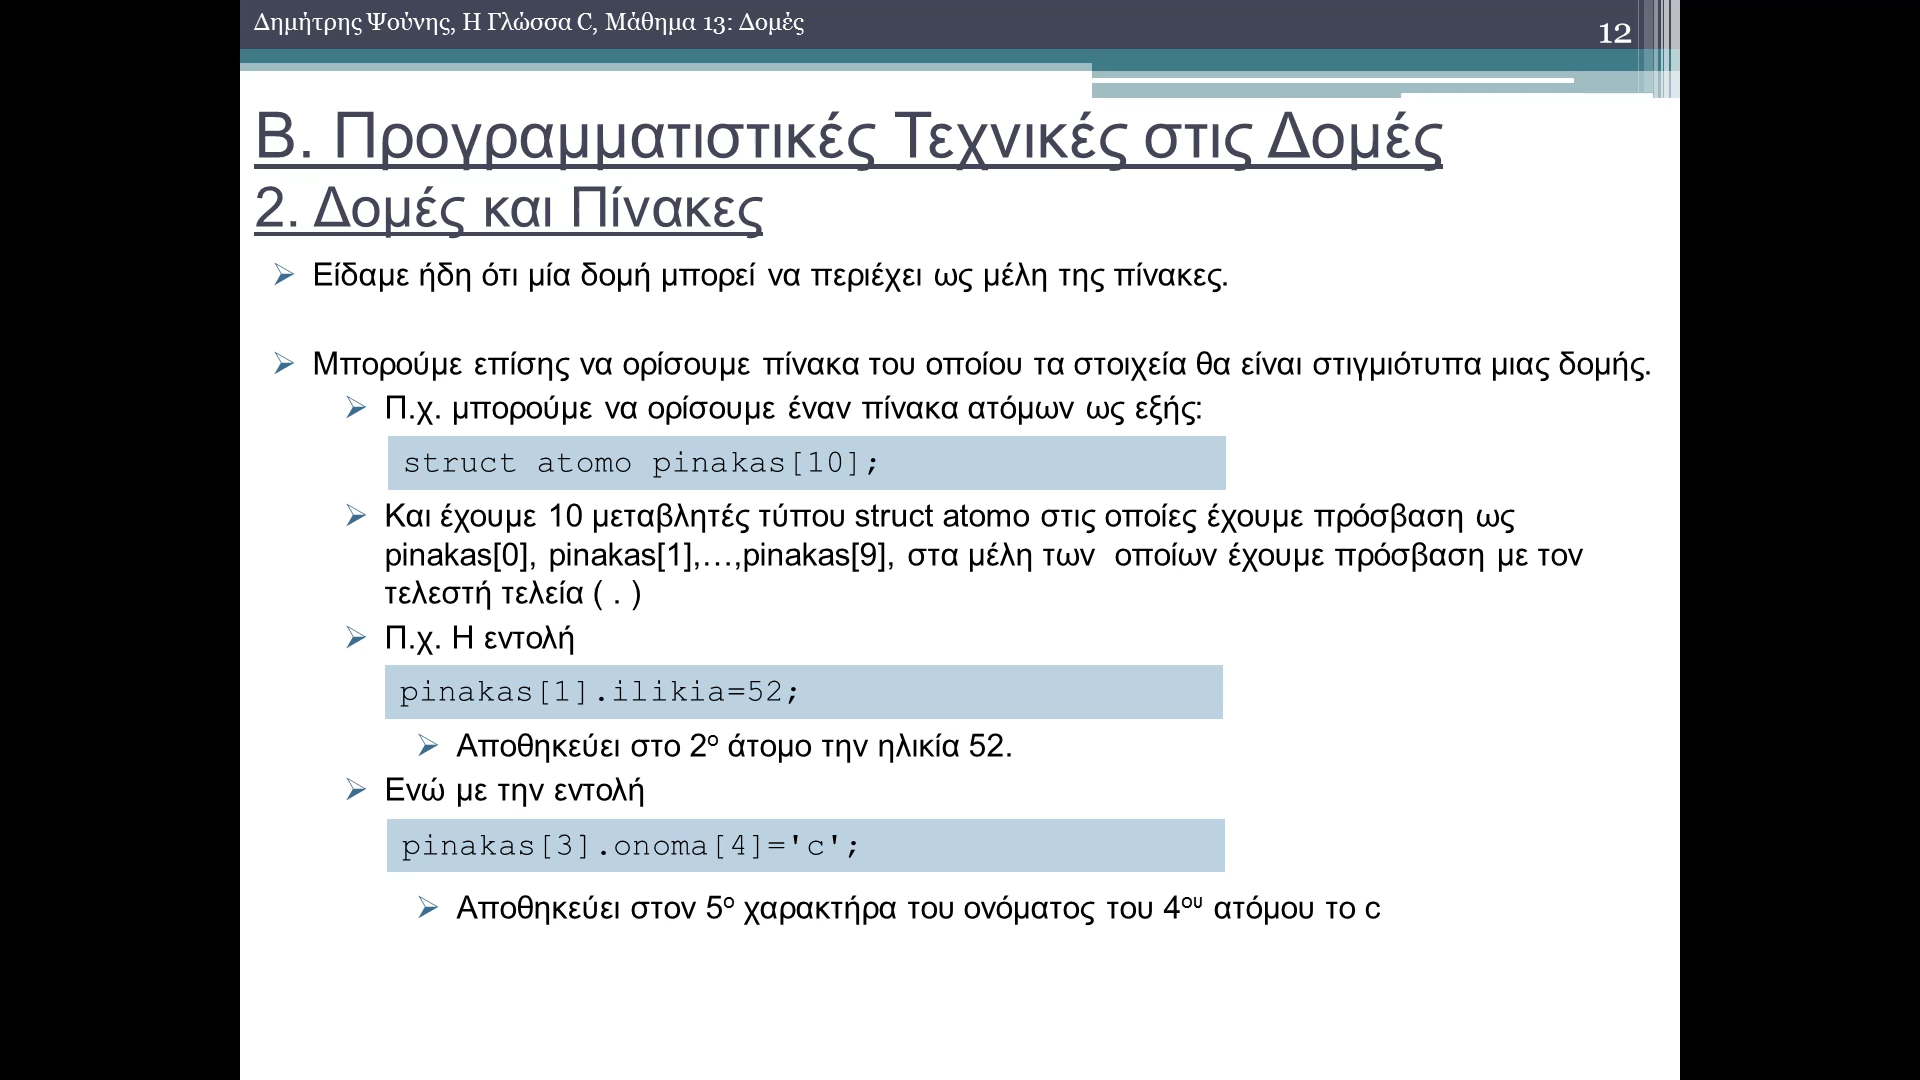 Δημήτρης Ψούνης, Η Γλώσσα C, Μάθημα 13: Δομές
12
Β. Προγραμματιστικές Τεχνικές στις Δομές
2. Δομές και Πίνακες
Είδαμε ήδη ότι μία δομή μπορεί να περιέχει ως μέλη της πίνακες.
Μπορούμε επίσης να ορίσουμε πίνακα του οποίου τα στοιχεία θα είναι στιγμιότυπα μιας δομής.
Π.χ. μπορούμε να ορίσουμε έναν πίνακα ατόμων ως εξής:
struct atomo pinakas[10];
Και έχουμε 10 μεταβλητές τύπου struct atomo στις οποίες έχουμε πρόσβαση ως
pinakas[0], pinakas[1],…,pinakas[9], στα μέλη των  οποίων έχουμε πρόσβαση με τον
τελεστή τελεία ( . )
Π.χ. Η εντολή
pinakas[1].ilikia=52;
Αποθηκεύει στο 2ο άτομο την ηλικία 52.
Ενώ με την εντολή
pinakas[3].onoma[4]='c';
Αποθηκεύει στον 5ο χαρακτήρα του ονόματος του 4ου ατόμου το c